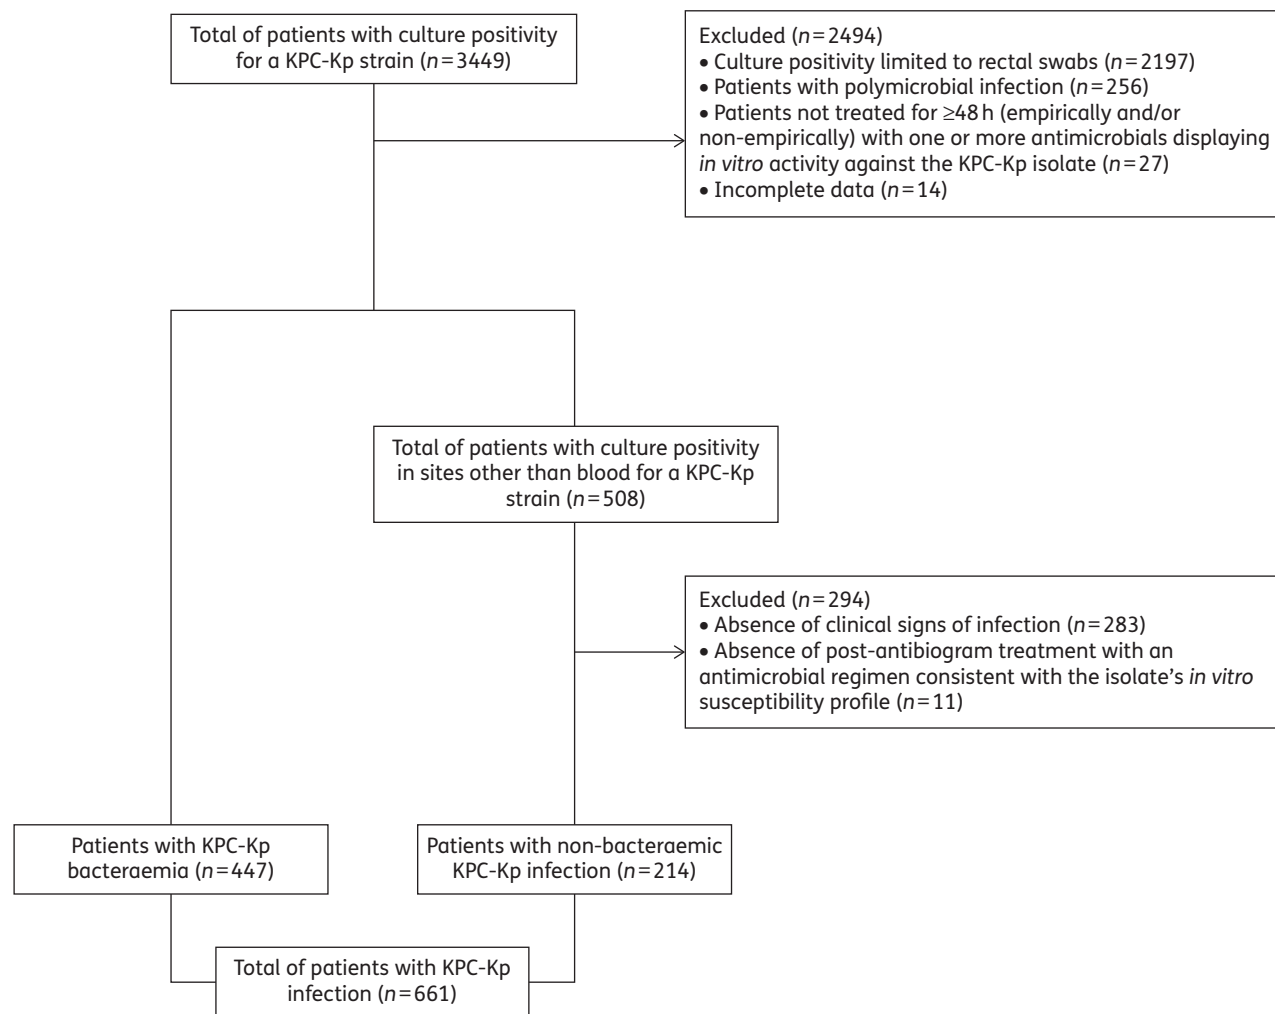 Total of patients with culture positivity
for a KPC-Kp strain (n=3449)
Excluded (n=2494)
• Culture positivity limited to rectal swabs (n=2197)
• Patients with polymicrobial infection (n=256)
• Patients not treated for ≥48 h (empirically and/or
non-empirically) with one or more antimicrobials displaying
in vitro activity against the KPC-Kp isolate (n=27)
• Incomplete data (n=14)
Total of patients with culture positivity
in sites other than blood for a KPC-Kp
strain (n=508)
Excluded (n=294)
• Absence of clinical signs of infection (n=283)
• Absence of post-antibiogram treatment with an
antimicrobial regimen consistent with the isolate's in vitro
susceptibility profile (n=11)
Patients with KPC-Kp
bacteraemia (n=447)
Patients with non-bacteraemic
KPC-Kp infection (n=214)
Total of patients with KPC-Kp
infection (n=661)